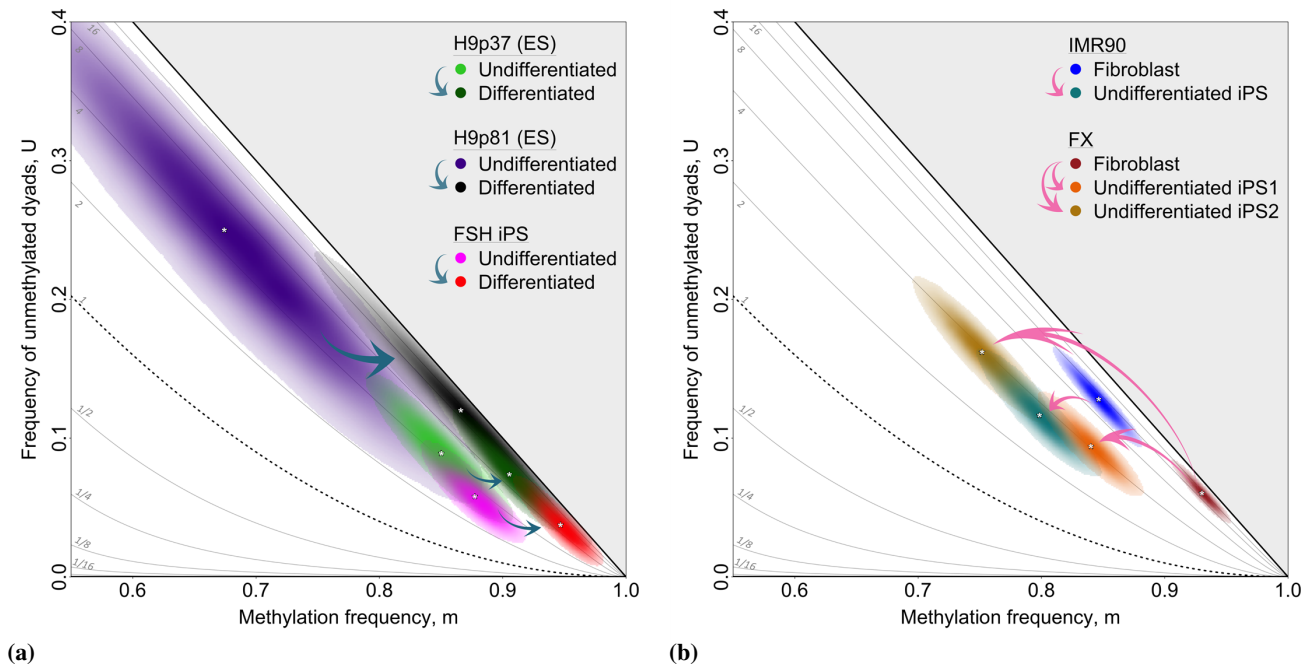 H9p37 (ES)
Undifferentiated
Differentiated
H9p81 (ES)
Undifferentiated
Differentiated
FSH iPS
Undifferentiated
Differentiated
16
8
4
2
1
1/2
1/4
1/8
1/16
0.4
0.3
0.2
0.1
0.0
Frequency of unmethylated dyads, U
0.6
0.7
0.8
0.9
1.0
Methylation frequency, m
(a)
IMR90
Fibroblast
Undifferentiated iPS
FX
Fibroblast
Undifferentiated iPS1
Undifferentiated iPS2
16
8
4
2
1
1/2
1/4
1/8
1/16
0.4
0.3
0.2
0.1
0.0
Frequency of unmethylated dyads, U
0.6
0.7
0.8
0.9
1.0
Methylation frequency, m
(b)